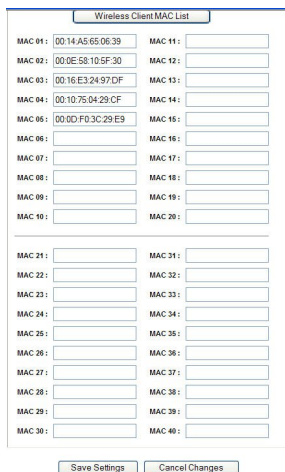 Wireless Client MAC List
MAC 01 : 00:14:A5:65:06:39 MAC 11 :
MAC 02 : 00:0E:58:10:5F:30 MAC 12 :
MAC 03 : 00:16:E3:24:97:DF MAC 13 :
MAC 04 : 00:10:75:04:29:CF MAC 14 :
MAC 05 : 00:0D:F0:3C:29:E9 MAC 15 :
MAC 06 : MAC 16 :
MAC 07 : MAC 17 :
MAC 08 : MAC 18 :
MAC 09 : MAC 19 :
MAC 10 : MAC 20 :
MAC 21 : MAC 31 :
MAC 22 : MAC 32 :
MAC 23 : MAC 33 :
MAC 24 : MAC 34 :
MAC 25 : MAC 35 :
MAC 26 : MAC 36 :
MAC 27 : MAC 37 :
MAC 28 : MAC 38 :
MAC 29 : MAC 39 :
MAC 30 : MAC 40 :
Save Settings Cancel Changes